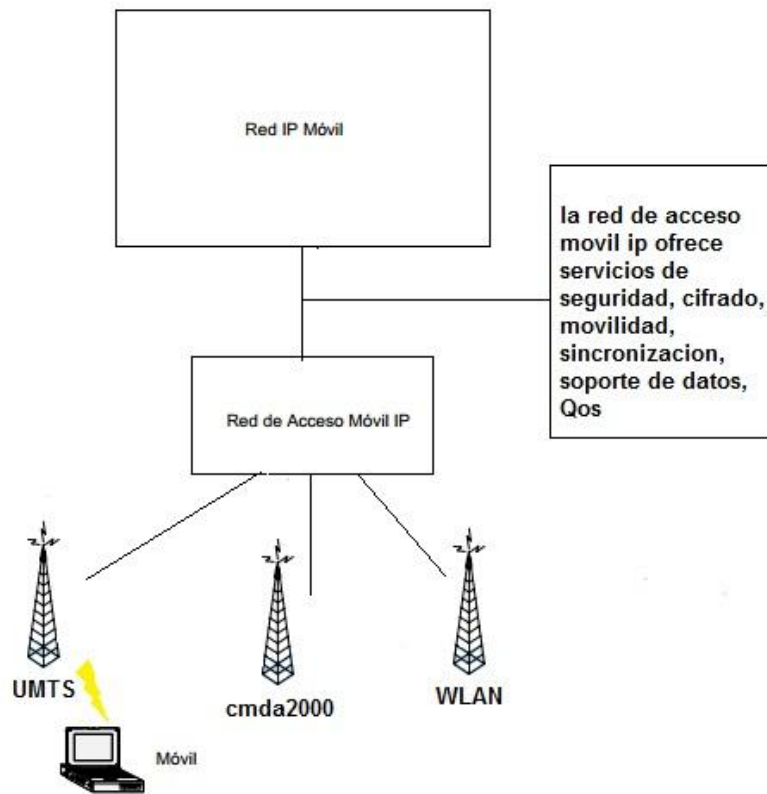 Red IP Móvil
la red de acceso
movil ip ofrece
servicios de
seguridad, cifrado,
movilidad,
sincronizacion,
soporte de datos,
Qos
Red de Acceso Móvil IP
UMTS
cmda2000
WLAN
Móvil